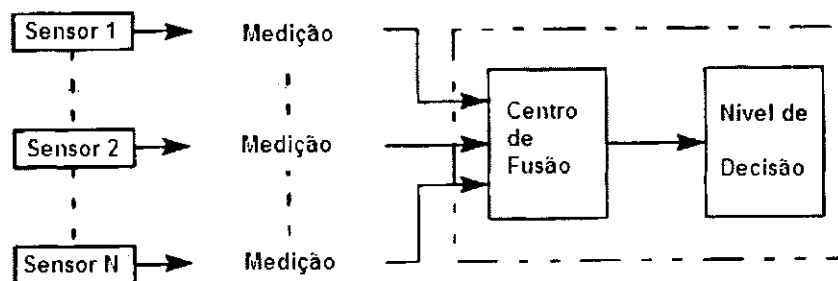 Sensor 1
Medição
Sensor 2
Medição
Sensor N
Medição
Centro
de
Fusão
Nível de
Decisão